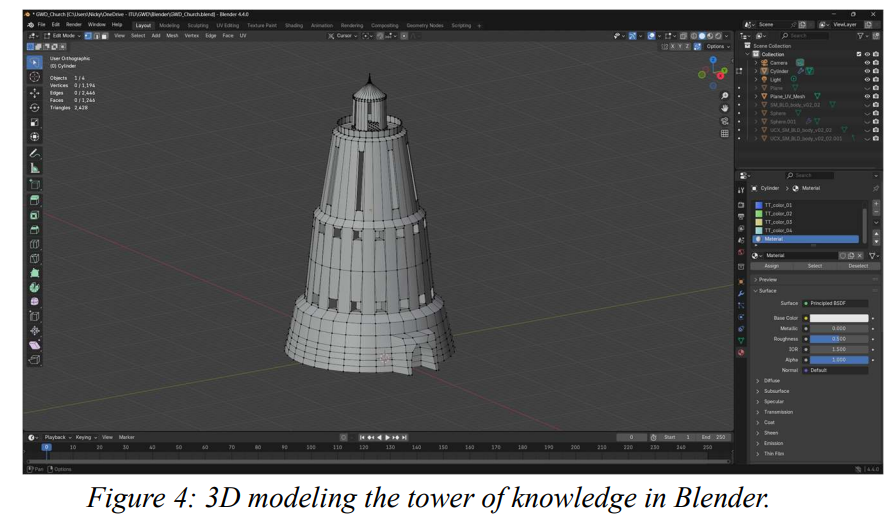 * GWD_Church [C:\Users\Nicky\OneDrive - ITU\GWD\Blender\GWD_Church.blend] - Blender 4.4.0
File Edit Render Window Help Layout Modeling Sculpting UV Editing Texture Paint Shading Animation Rendering Compositing Geometry Nodes Scripting +
Scene ViewLayer
Edit Mode View Select Add Mesh Vertex Edge Face UV Cursor
Search
X Y Z Options
User Orthographic
(0) Cylinder
Objects 1/6
Vertices 0/1,194
Edges 0/2,446
Faces 0/1,246
Triangles 2,428
Scene Collection
Collection
Camera
Cylinder
Light
Plane
Plane_UV_Mesh
SM_BLD_body_v02_02
Sphere
Sphere.001
UCX_SM_BLD_body_v02_02
UCX_SM_BLD_body_v02_02.001
Search
Cylinder > Material
TT_color_01
TT_color_02
TT_color_03
TT_color_04
Material
Material
Assign Select Deselect
Preview
Surface
Surface Principled BSDF
Base Color
Metallic 0.000
Roughness 0.500
IOR 1.500
Alpha 1.000
Normal Default
Diffuse
Subsurface
Specular
Transmission
Coat
Sheen
Emission
Thin Film
Playback Keying View Marker 0 Start 1 End 250
0 10 20 30 40 50 60 70 80 90 100 110 120 130 140 150 160 170 180 190 200 210 220 230 240 250
Pan Options 4.4.0
Figure 4: 3D modeling the tower of knowledge in Blender.